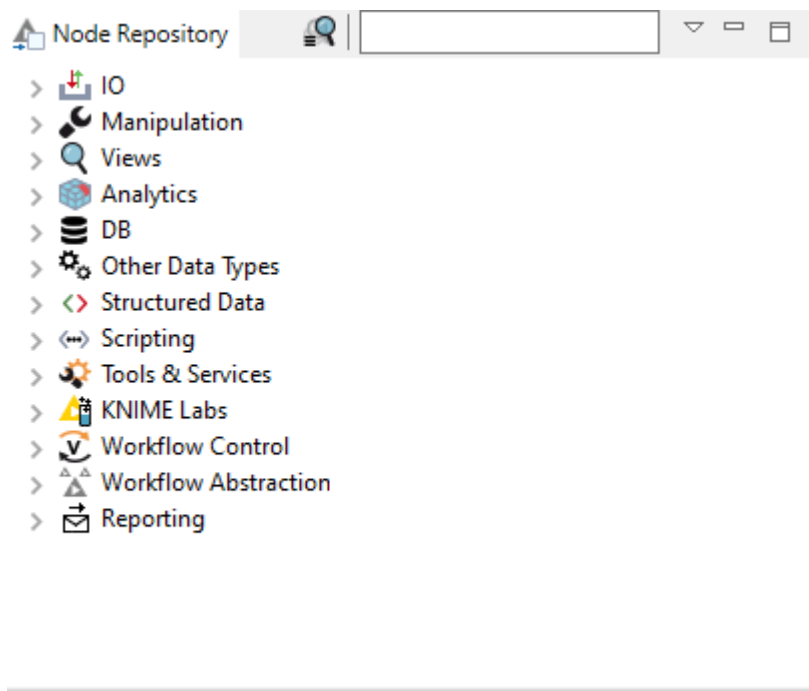 Node Repository
IO
Manipulation
Views
Analytics
DB
Other Data Types
Structured Data
Scripting
Tools & Services
KNIME Labs
Workflow Control
Workflow Abstraction
Reporting